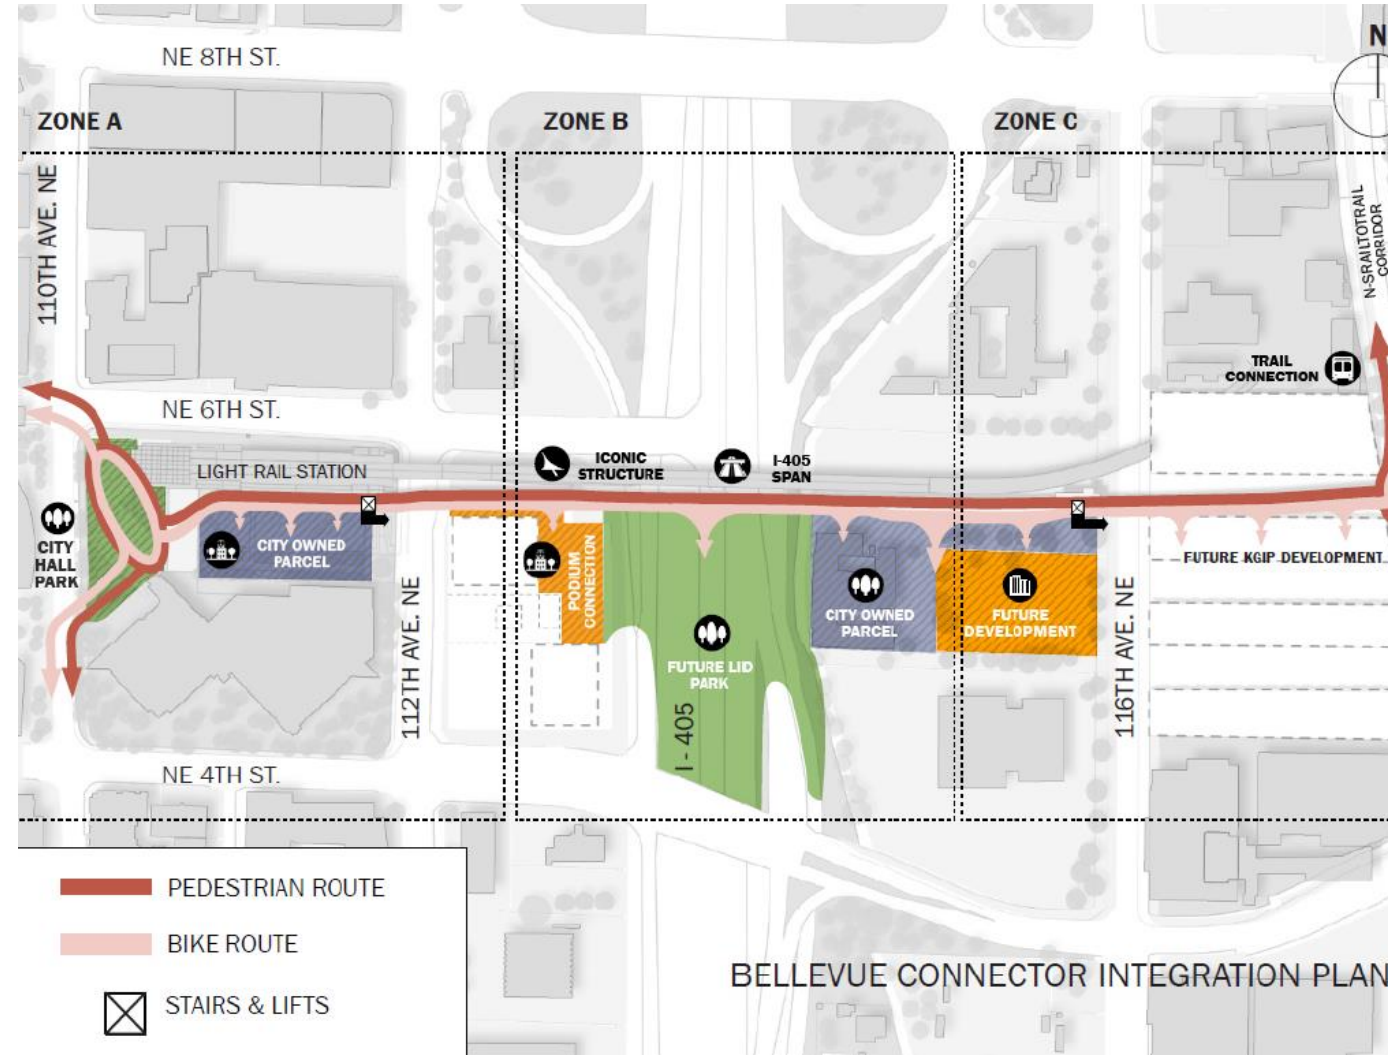 NE 8TH ST.
N
ZONE A
ZONE B
ZONE C
110TH AVE. NE
N-SRAILTOTRAIL
CORRIDOR
TRAIL
CONNECTION
NE 6TH ST.
LIGHT RAIL STATION
ICONIC
STRUCTURE
I-405
SPAN
CITY
HALL
PARK
CITY OWNED
PARCEL
PODIUM
CONNECTION
FUTURE LID
PARK
CITY OWNED
PARCEL
FUTURE
DEVELOPMENT
FUTURE KGIP DEVELOPMENT
112TH AVE. NE
I - 405
116TH AVE. NE
NE 4TH ST.
PEDESTRIAN ROUTE
BIKE ROUTE
STAIRS & LIFTS
BELLEVUE CONNECTOR INTEGRATION PLAN